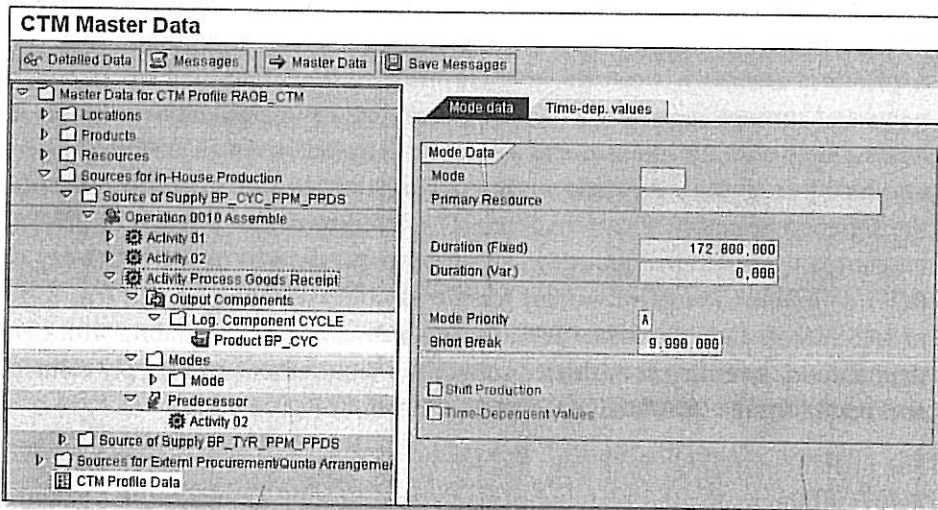 CTM Master Data
Detailed Data Messages Master Data Save Messages
Master Data for CTM Profile RAOB_CTM
Locations
Products
Resources
Sources for In-House Production
Source of Supply BP_CYC_PPM_PPDS
Operation 0010 Assemble
Activity 01
Activity 02
Activity Process Goods Receipt
Output Components
Log. Component CYCLE
Product BP_CYC
Modes
Mode
Predecessor
Activity 02
Source of Supply BP_TYR_PPM_PPDS
Sources for Externl Procurement/Quota Arrangemer
CTM Profile Data
Mode data Time-dep. values
Mode Data
Mode
Primary Resource
Duration (Fixed) 172.800,000
Duration (Var.) 0,000
Mode Priority A
Short Break 9.990.000
Shift Production
Time-Dependent Values